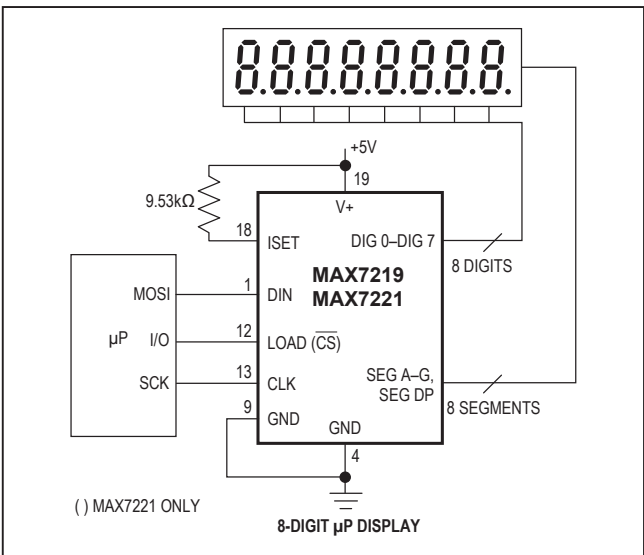 8.8.8.8.8.8.8.8.
+5V
19
9.53kΩ
V+
18
ISET
DIG 0–DIG 7
8 DIGITS
MAX7219
MAX7221
MOSI
1
DIN
µP
I/O
12
LOAD (CS)
SCK
13
CLK
SEG A–G,
SEG DP
8 SEGMENTS
9
GND
GND
4
( ) MAX7221 ONLY
8-DIGIT µP DISPLAY